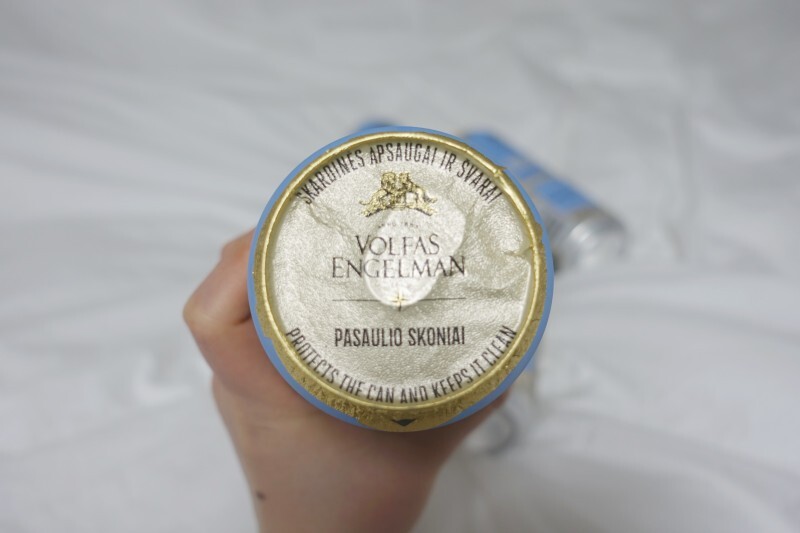 SKARDINĖS APSAUGAI IR ŠVARAI
VOLFAS
ENGELMAN
PASAULIO SKONIAI
PROTECTS THE CAN AND KEEPS IT CLEAN